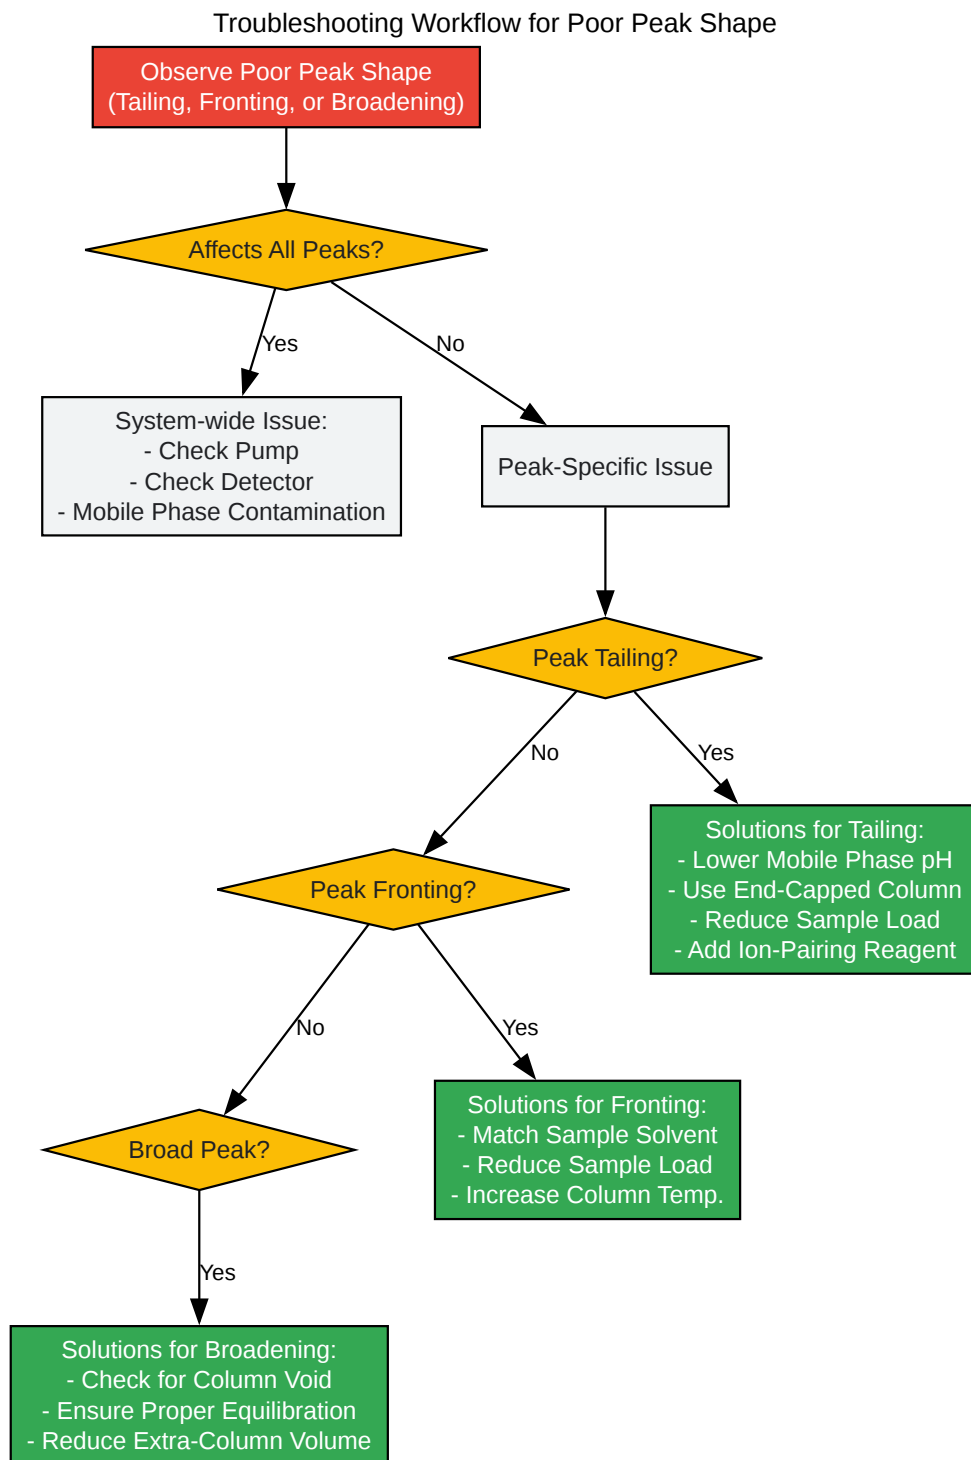 Troubleshooting Workflow for Poor Peak Shape
Observe Poor Peak Shape
(Tailing, Fronting, or Broadening)
Affects All Peaks?
Yes
No
System-wide Issue:
- Check Pump
- Check Detector
- Mobile Phase Contamination
Peak-Specific Issue
Peak Tailing?
No
Yes
Solutions for Tailing:
- Lower Mobile Phase pH
- Use End-Capped Column
- Reduce Sample Load
- Add Ion-Pairing Reagent
Peak Fronting?
No
Yes
Solutions for Fronting:
- Match Sample Solvent
- Reduce Sample Load
- Increase Column Temp.
Broad Peak?
Yes
Solutions for Broadening:
- Check for Column Void
- Ensure Proper Equilibration
- Reduce Extra-Column Volume